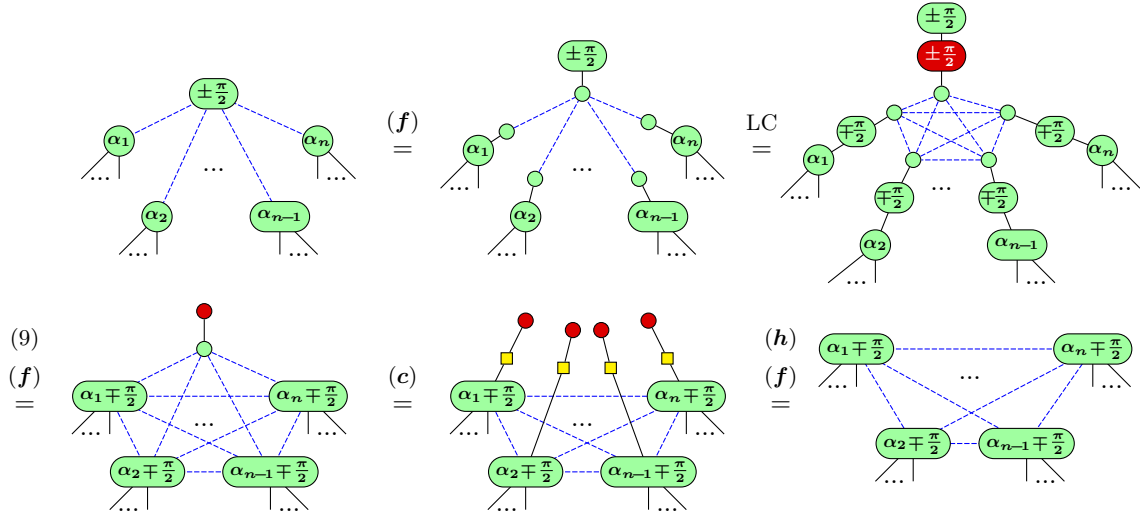 ± π/2
α₁
αₙ
...
α₂
αₙ₋₁
... ...
... ...
(f)
=
± π/2
α₁
αₙ
...
α₂
αₙ₋₁
... ...
... ...
LC
=
± π/2
± π/2
∓ π/2
∓ π/2
α₁
αₙ
∓ π/2 ... ∓ π/2
... ...
α₂
αₙ₋₁
... ...
(9)
(f)
=
α₁ ∓ π/2
αₙ ∓ π/2
... ... ...
α₂ ∓ π/2
αₙ₋₁ ∓ π/2
... ...
(c)
=
α₁ ∓ π/2
αₙ ∓ π/2
... ... ...
α₂ ∓ π/2
αₙ₋₁ ∓ π/2
... ...
(h)
(f)
=
α₁ ∓ π/2
αₙ ∓ π/2
... ... ...
α₂ ∓ π/2
αₙ₋₁ ∓ π/2
... ...